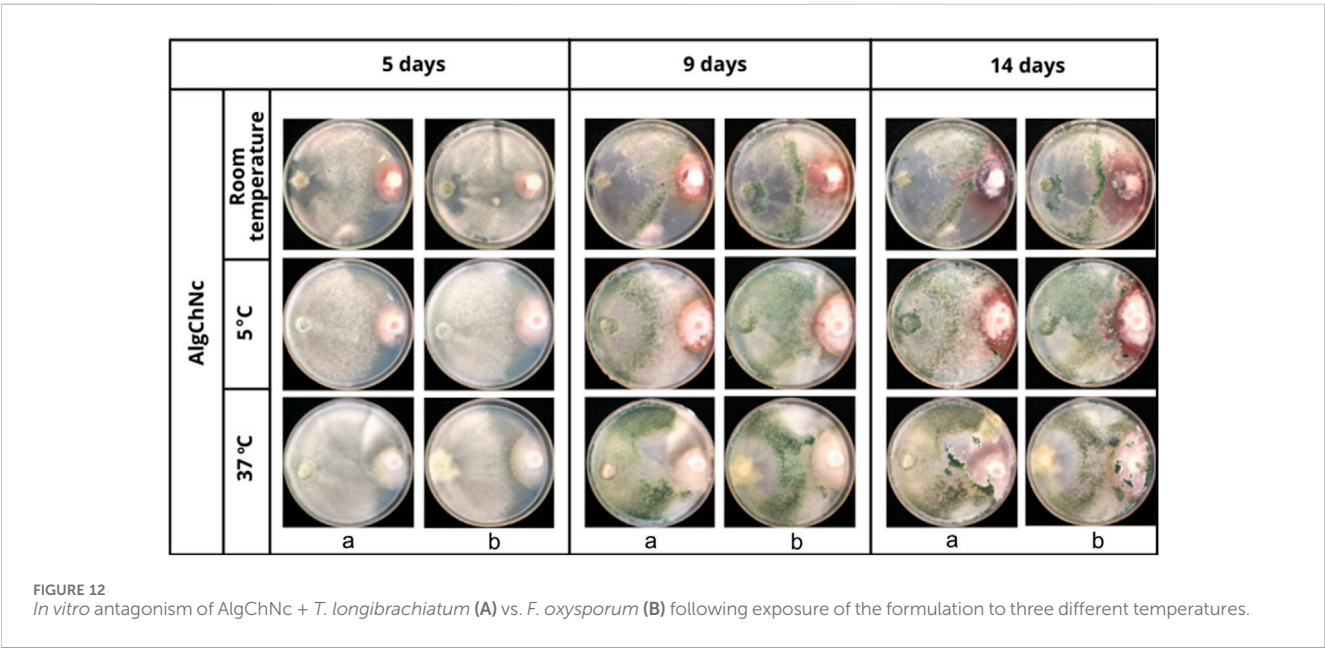 5 days
9 days
14 days
AlgChNc
Room
temperature
5°C
37 °C
a
b
a
b
a
b
FIGURE 12
In vitro antagonism of AlgChNc + T. longibrachiatum (A) vs. F. oxysporum (B) following exposure of the formulation to three different temperatures.